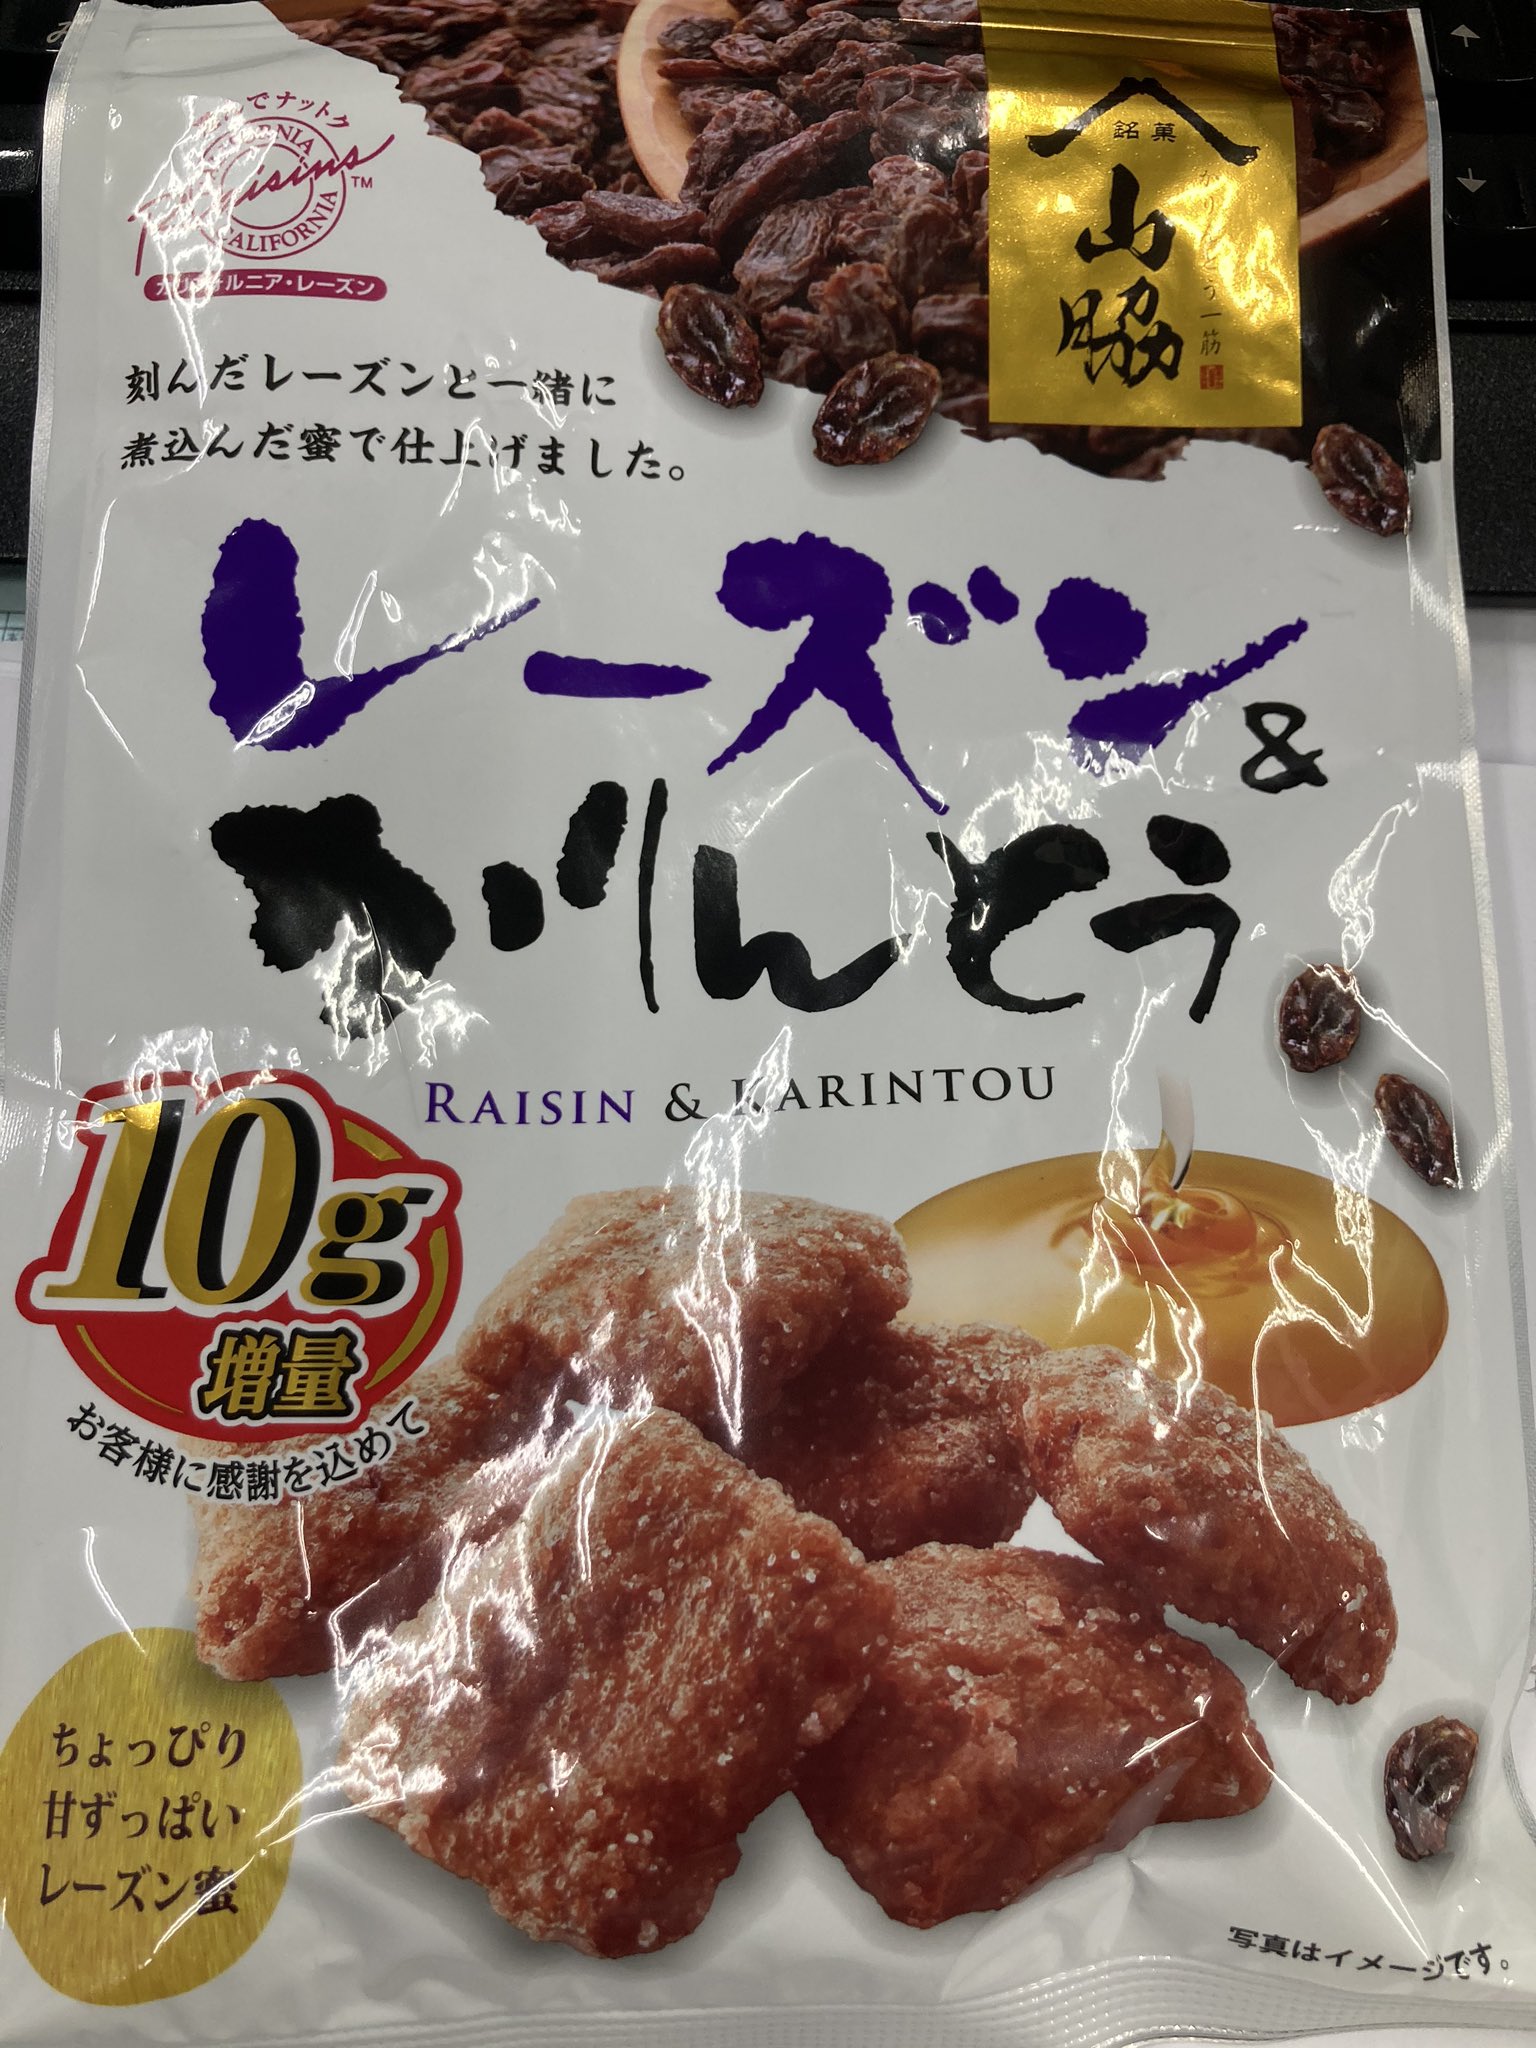 でナットク
Raisins
CALIFORNIA
TM
カリフォルニア・レーズン
銘菓
山脇
かりんとう一筋
刻んだレーズンと一緒に
煮込んだ蜜で仕上げました。
レーズン&
かりんとう
RAISIN & KARINTOU
10g
増量
お客様に感謝を込めて
ちょっぴり
甘ずっぱい
レーズン蜜
写真はイメージです。